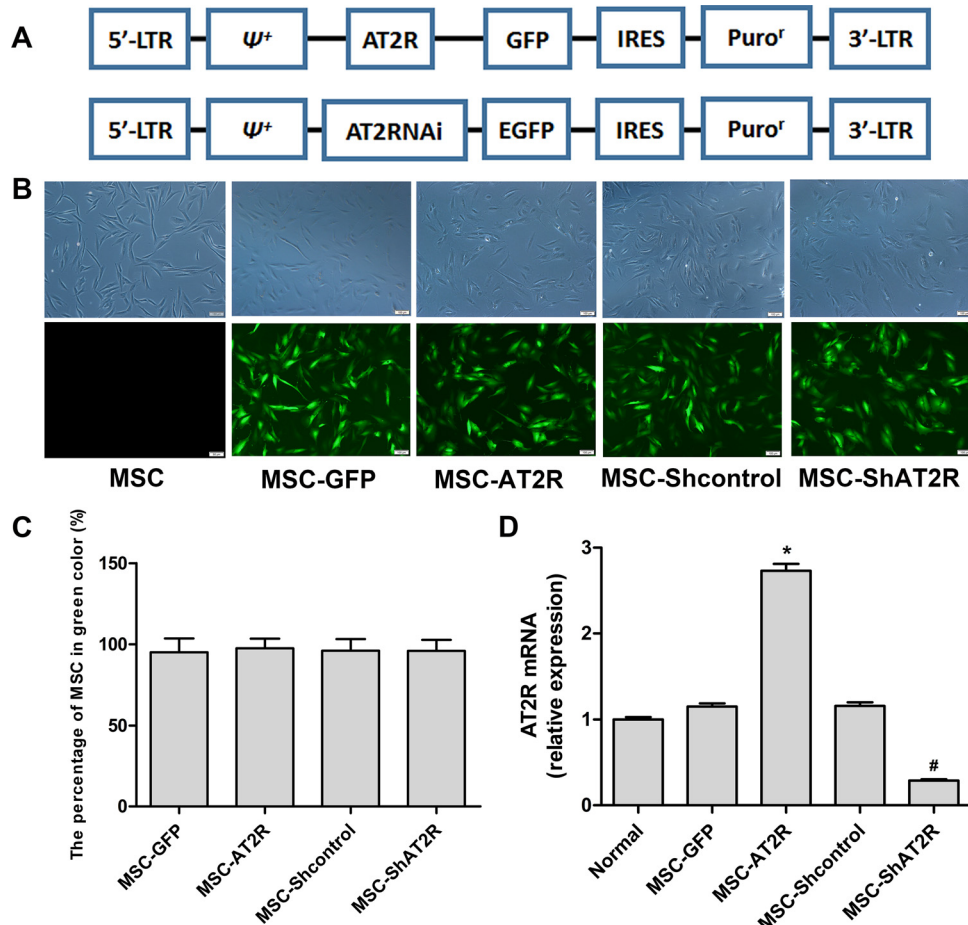 A
5’-LTR Ψ⁺ AT2R GFP IRES Puroʳ 3’-LTR
5’-LTR Ψ⁺ AT2RNAi EGFP IRES Puroʳ 3’-LTR
B
MSC MSC-GFP MSC-AT2R MSC-Shcontrol MSC-ShAT2R
C
The percentage of MSC in green color (%)
150
100
50
0
MSC-GFP MSC-AT2R MSC-Shcontrol MSC-ShAT2R
D
AT2R mRNA
(relative expression)
3
2
1
0
*
#
Normal MSC-GFP MSC-AT2R MSC-Shcontrol MSC-ShAT2R